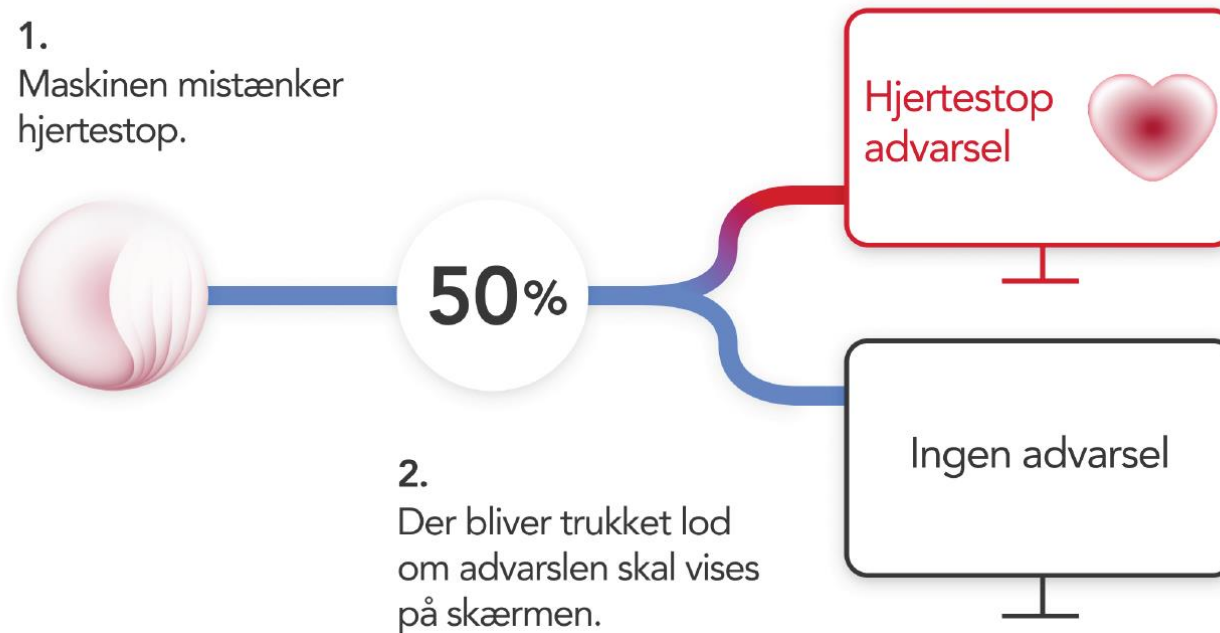 1.
Maskinen mistænker
hjertestop.
50%
2.
Der bliver trukket lod
om advarslen skal vises
på skærmen.
Hjertestop
advarsel
Ingen advarsel